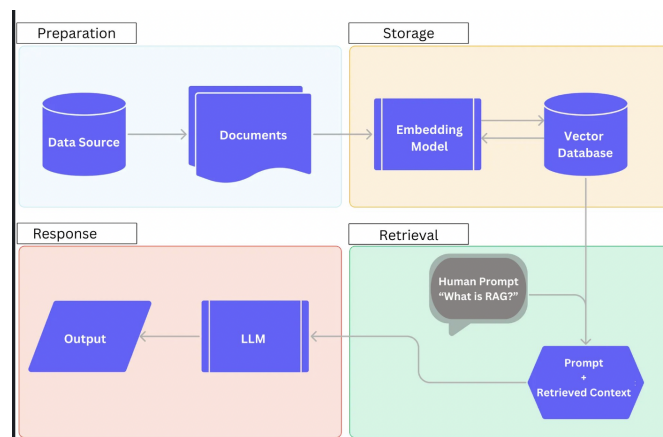 Preparation
Storage
Data Source
Documents
Embedding
Model
Vector
Database
Response
Retrieval
Human Prompt
“What is RAG?”
Output
LLM
Prompt
+
Retrieved Context